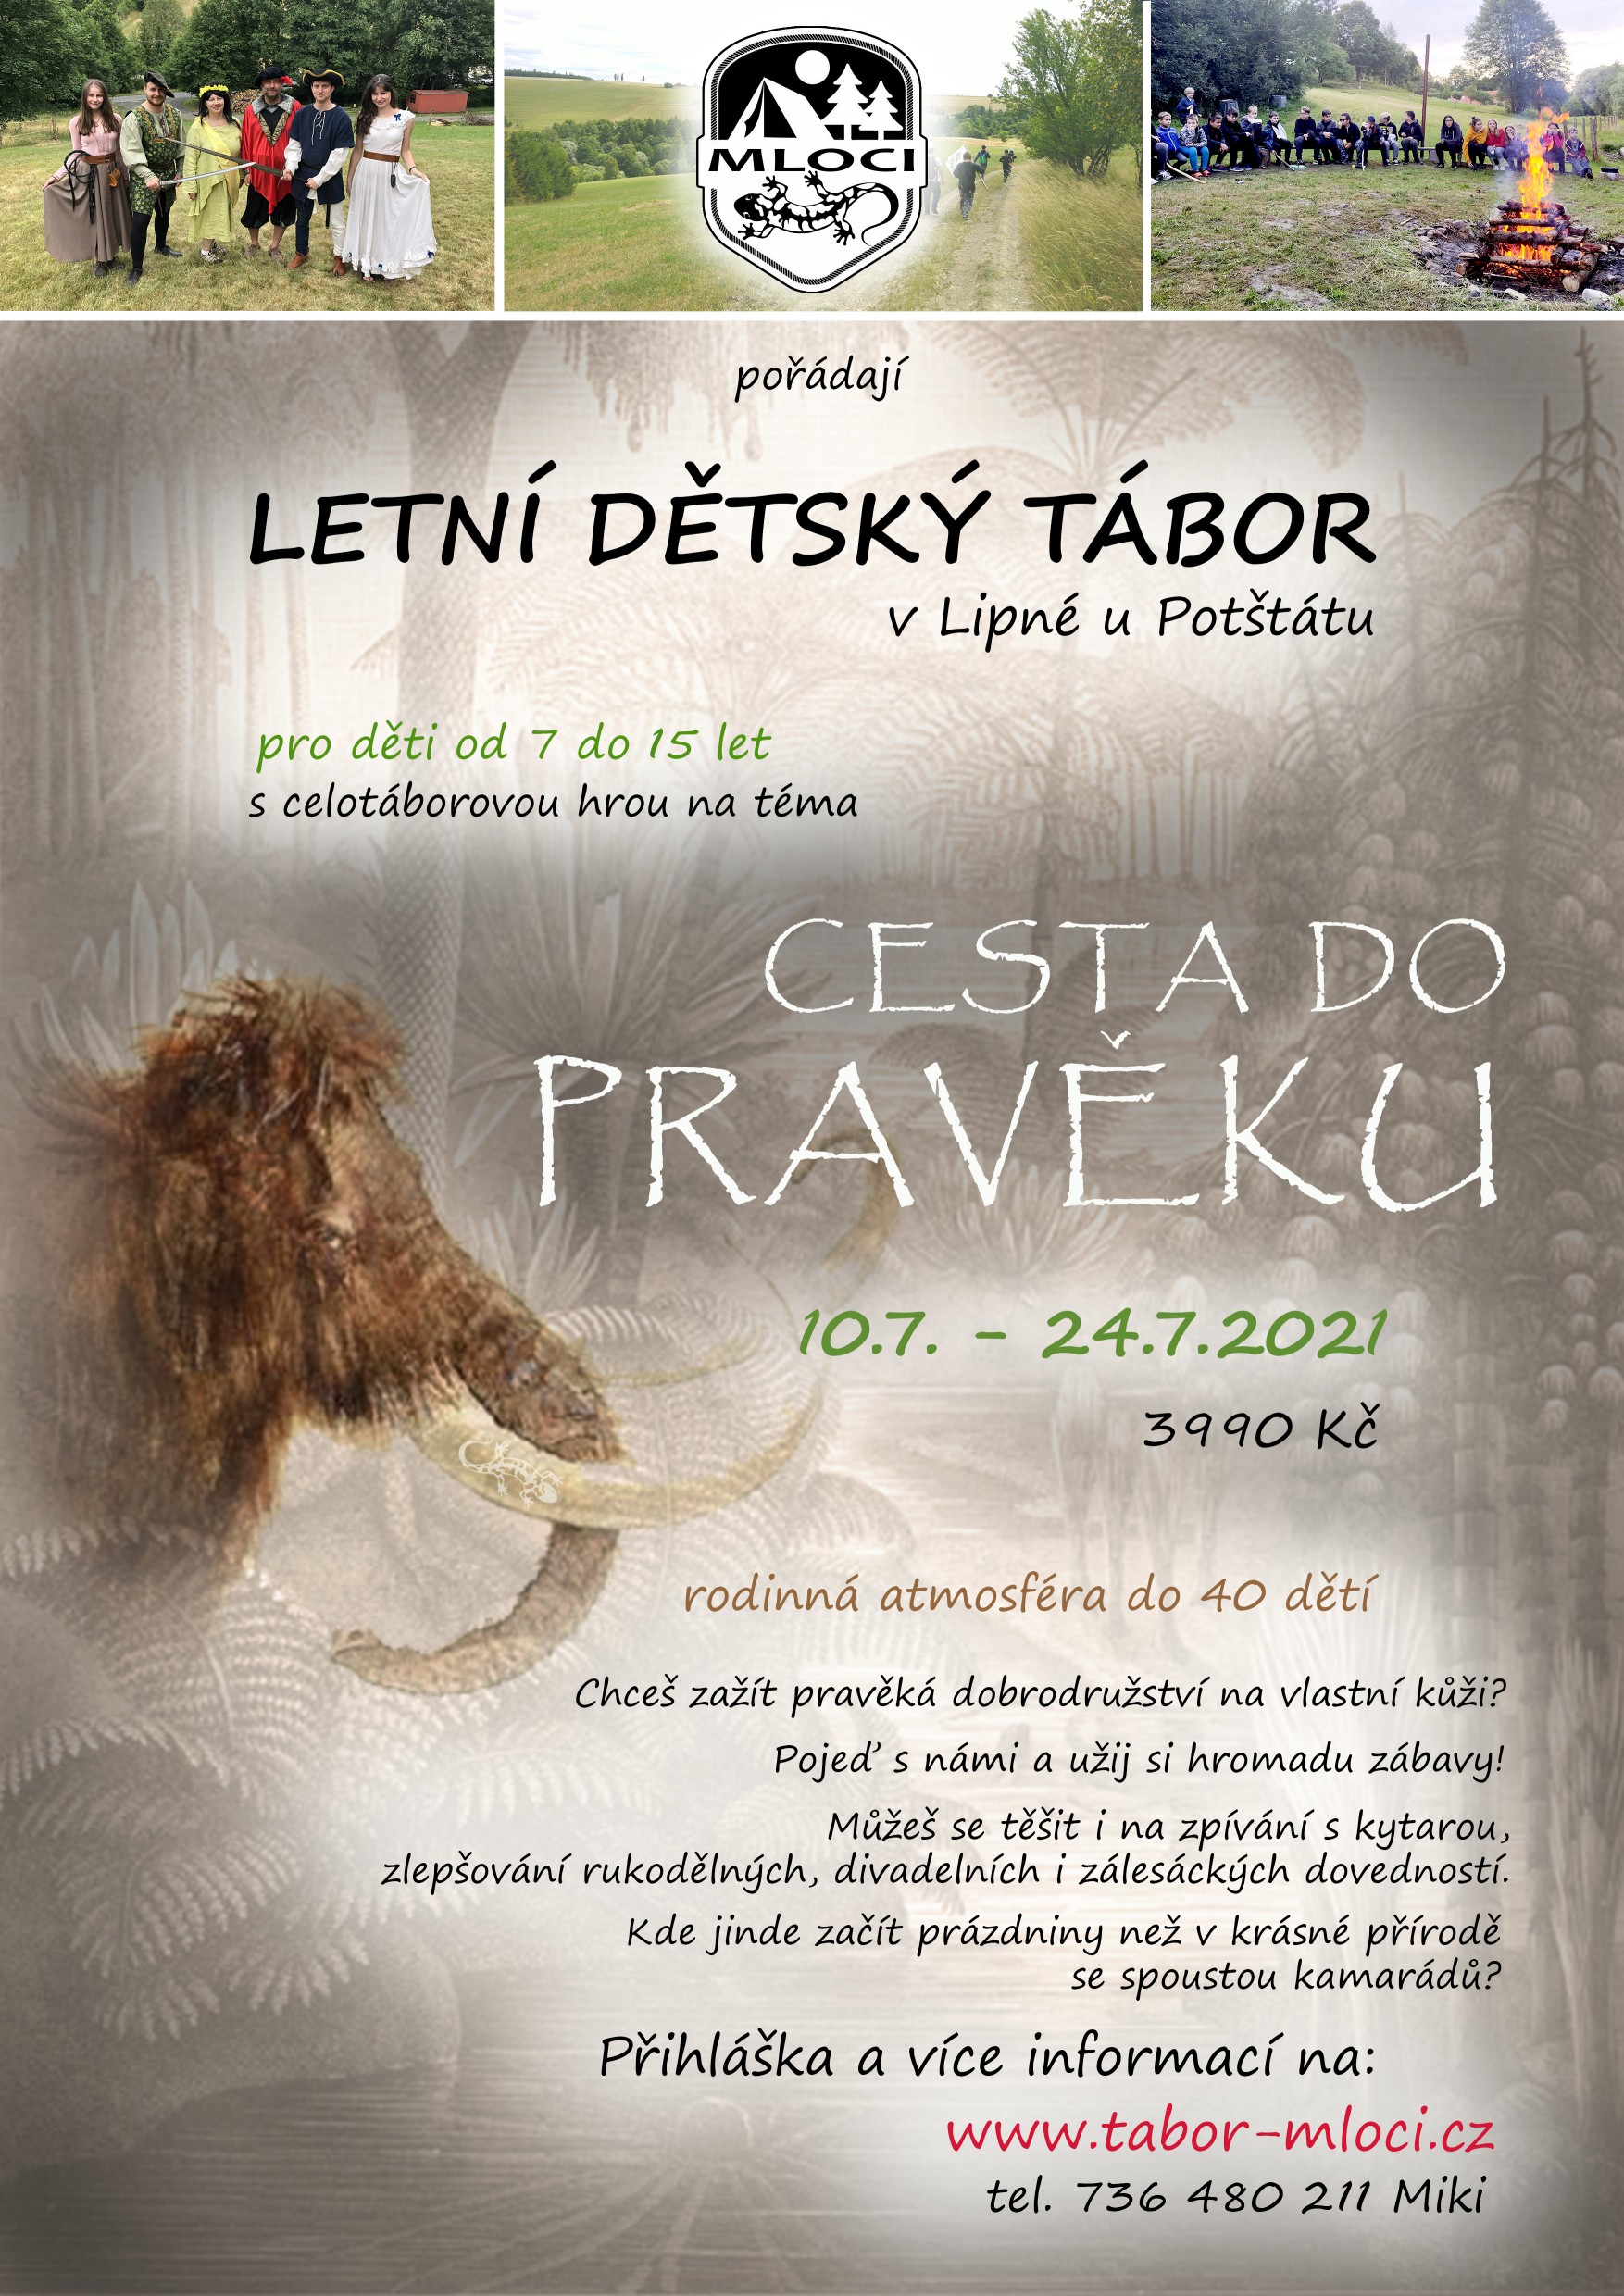 MLOCI
pořádají
LETNÍ DĚTSKÝ TÁBOR
v Lipné u Potštátu
pro děti od 7 do 15 let
s celotáborovou hrou na téma
CESTA DO
PRAVĚKU
10.7. - 24.7.2021
3990 Kč
rodinná atmosféra do 40 dětí
Chceš zažít pravěká dobrodružství na vlastní kůži?
Pojeď s námi a užij si hromadu zábavy!
Můžeš se těšit i na zpívání s kytarou,
zlepšování rukodělných, divadelních i zálesáckých dovedností.
Kde jinde začít prázdniny než v krásné přírodě
se spoustou kamarádů?
Přihláška a více informací na:
www.tabor-mloci.cz
tel. 736 480 211 Miki